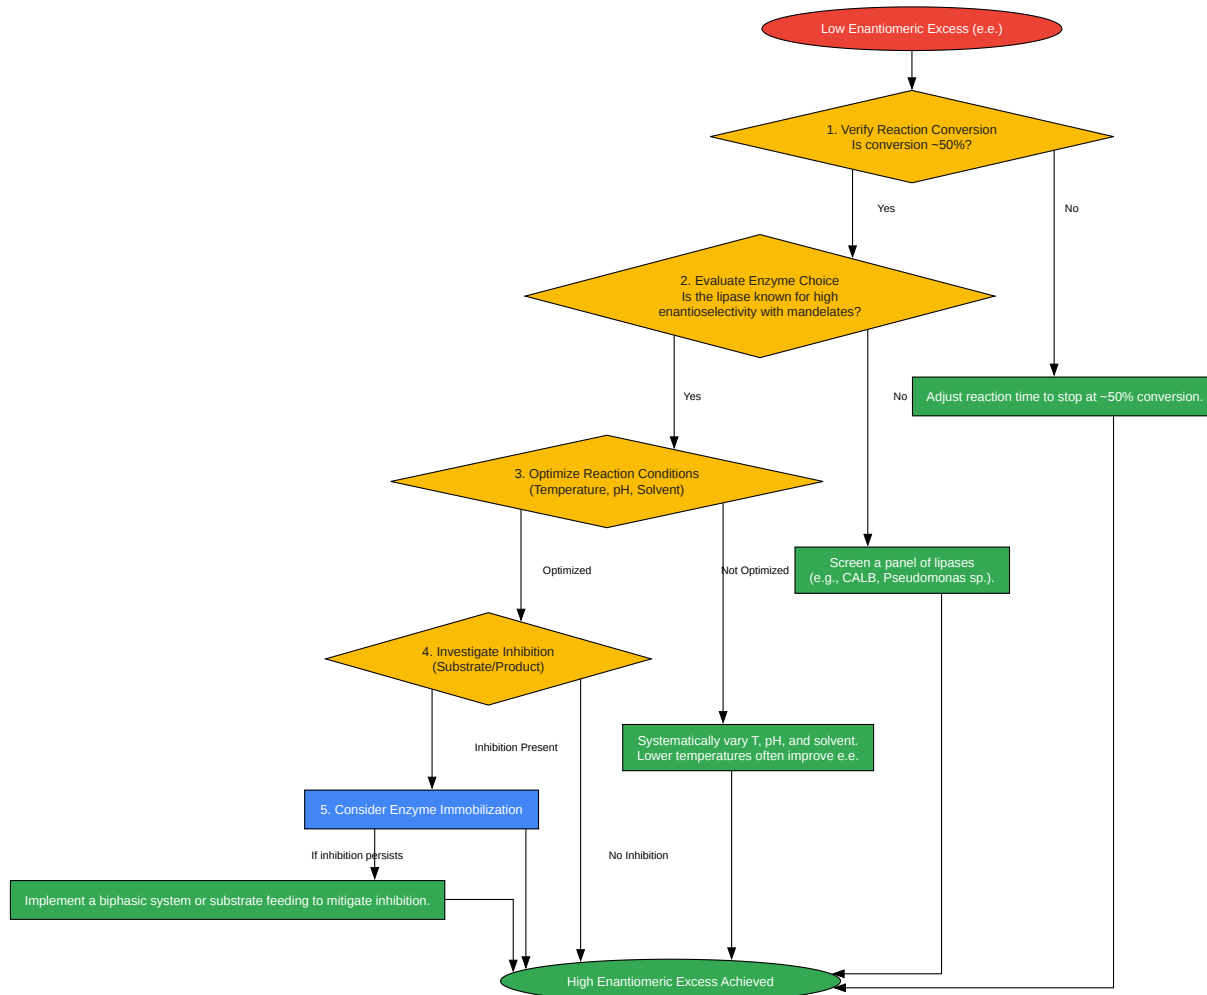 Low Enantiomeric Excess (e.e.)
1. Verify Reaction Conversion
Is conversion ~50%?
Yes
No
2. Evaluate Enzyme Choice
Is the lipase known for high
enantioselectivity with mandelates?
Yes
No
Adjust reaction time to stop at ~50% conversion.
3. Optimize Reaction Conditions
(Temperature, pH, Solvent)
Optimized
Not Optimized
Screen a panel of lipases
(e.g., CALB, Pseudomonas sp.).
4. Investigate Inhibition
(Substrate/Product)
Inhibition Present
Systematically vary T, pH, and solvent.
Lower temperatures often improve e.e.
5. Consider Enzyme Immobilization
If inhibition persists
No Inhibition
Implement a biphasic system or substrate feeding to mitigate inhibition.
High Enantiomeric Excess Achieved